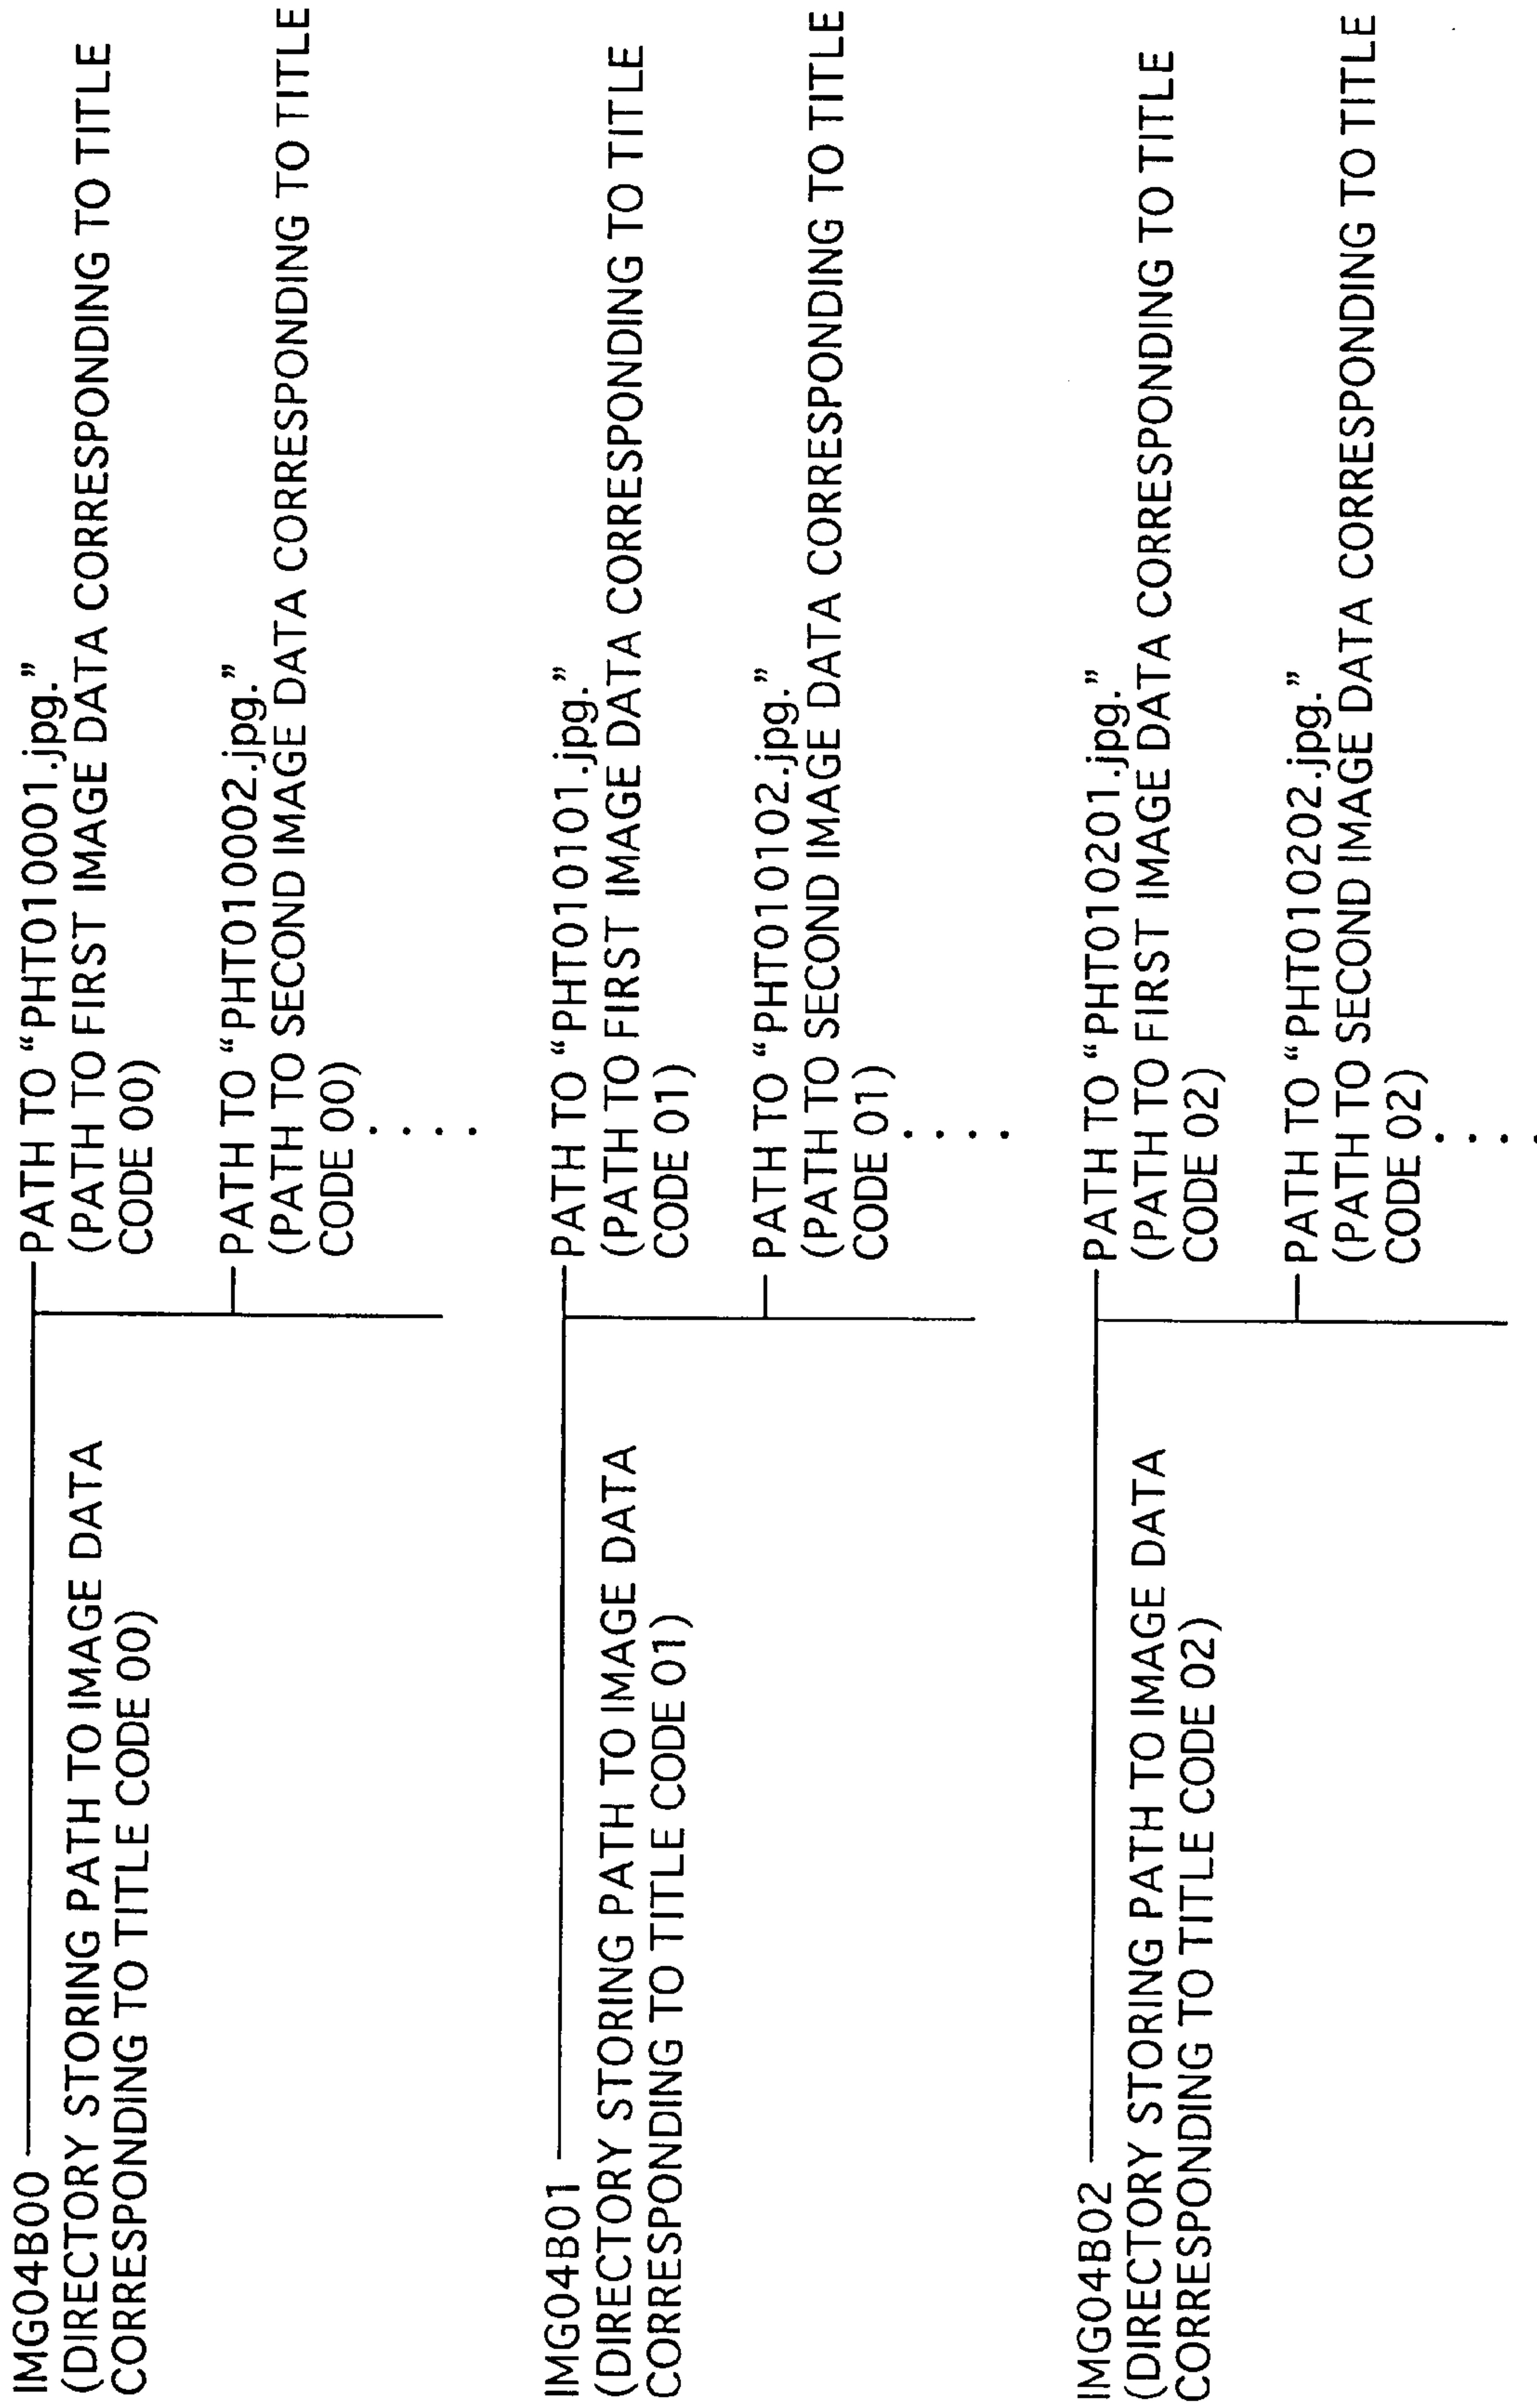 IMG04B00
(DIRECTORY STORING PATH TO IMAGE DATA
CORRESPONDING TO TITLE CODE 00)
PATH TO “PHT010001.jpg.”
(PATH TO FIRST IMAGE DATA CORRESPONDING TO TITLE
CODE 00)
PATH TO “PHT010002.jpg.”
(PATH TO SECOND IMAGE DATA CORRESPONDING TO TITLE
CODE 00)
....
IMG04B01
(DIRECTORY STORING PATH TO IMAGE DATA
CORRESPONDING TO TITLE CODE 01)
PATH TO “PHT010101.jpg.”
(PATH TO FIRST IMAGE DATA CORRESPONDING TO TITLE
CODE 01)
PATH TO “PHT010102.jpg.”
(PATH TO SECOND IMAGE DATA CORRESPONDING TO TITLE
CODE 01)
....
IMG04B02
(DIRECTORY STORING PATH TO IMAGE DATA
CORRESPONDING TO TITLE CODE 02)
PATH TO “PHT010201.jpg.”
(PATH TO FIRST IMAGE DATA CORRESPONDING TO TITLE
CODE 02)
PATH TO “PHT010202.jpg.”
(PATH TO SECOND IMAGE DATA CORRESPONDING TO TITLE
CODE 02)
....